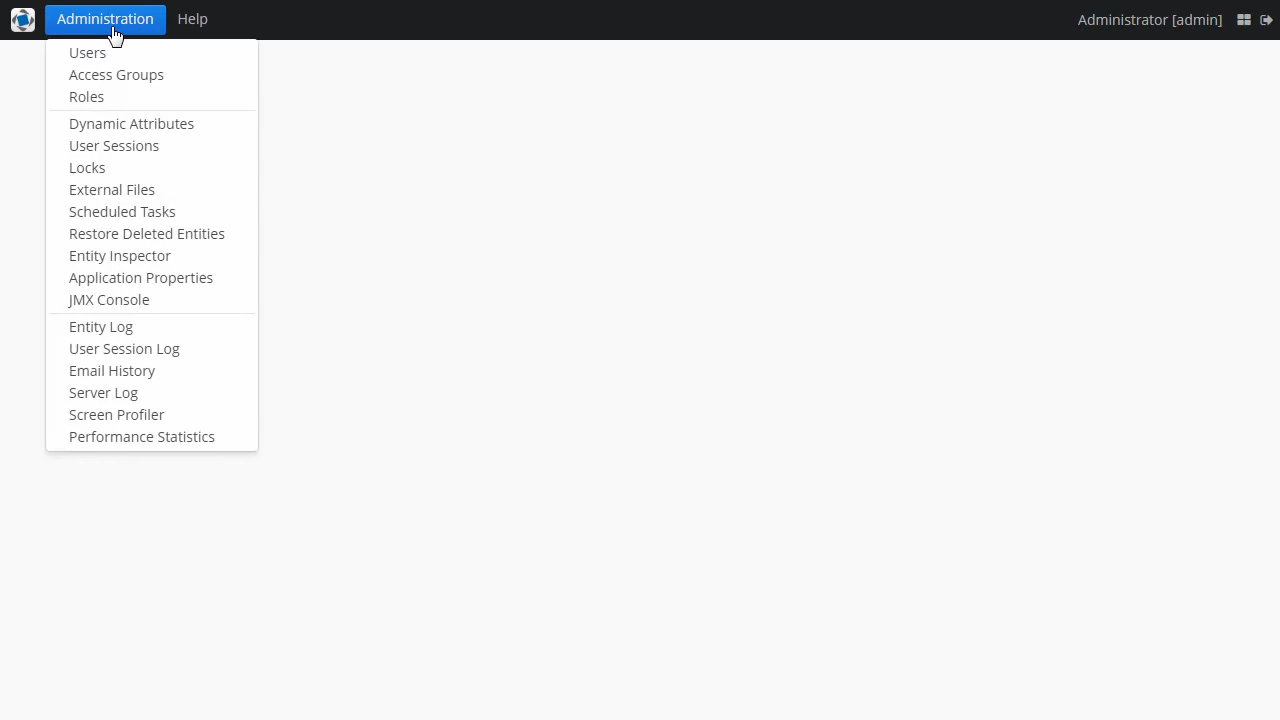 Administration Help Administrator [admin]
Users
Access Groups
Roles
Dynamic Attributes
User Sessions
Locks
External Files
Scheduled Tasks
Restore Deleted Entities
Entity Inspector
Application Properties
JMX Console
Entity Log
User Session Log
Email History
Server Log
Screen Profiler
Performance Statistics